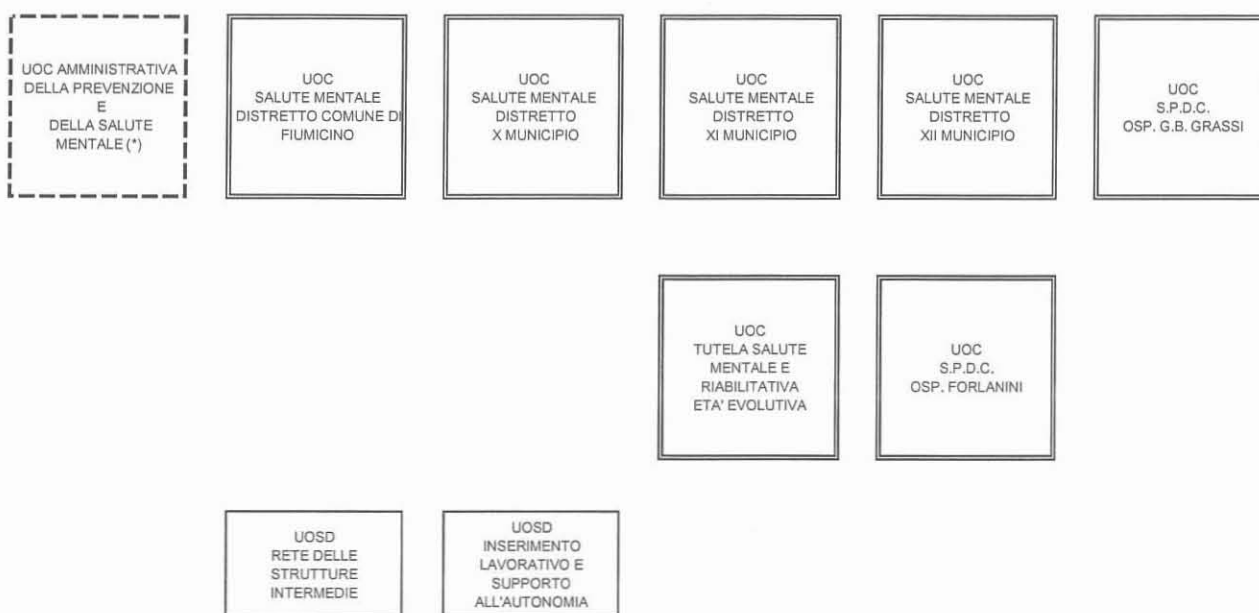 UOC AMMINISTRATIVA
DELLA PREVENZIONE
E
DELLA SALUTE
MENTALE (*)
UOC
SALUTE MENTALE
DISTRETTO COMUNE DI
FIUMICINO
UOC
SALUTE MENTALE
DISTRETTO
X MUNICIPIO
UOC
SALUTE MENTALE
DISTRETTO
XI MUNICIPIO
UOC
SALUTE MENTALE
DISTRETTO
XII MUNICIPIO
UOC
S.P.D.C.
OSP. G.B. GRASSI
UOC
TUTELA SALUTE
MENTALE E
RIABILITATIVA
ETA' EVOLUTIVA
UOC
S.P.D.C.
OSP. FORLANINI
UOSD
RETE DELLE
STRUTTURE
INTERMEDIE
UOSD
INSERIMENTO
LAVORATIVO E
SUPPORTO
ALL'AUTONOMIA